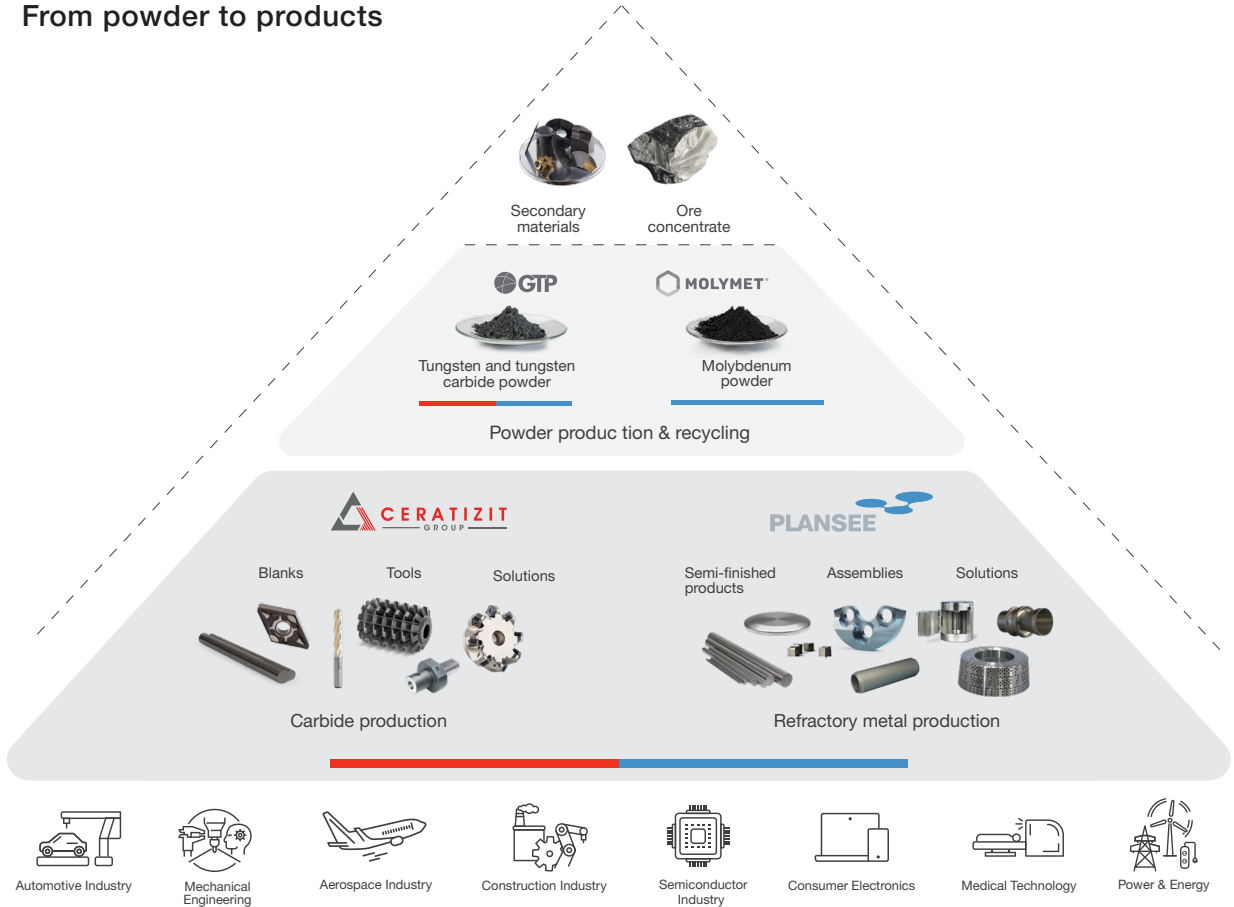 From powder to products
Secondary
materials
Ore
concentrate
GTP
MOLYMET
Tungsten and tungsten
carbide powder
Molybdenum
powder
Powder produc tion & recycling
CERATIZIT
GROUP
PLANSEE
Blanks
Tools
Solutions
Semi-finished
products
Assemblies
Solutions
Carbide production
Refractory metal production
Automotive Industry
Mechanical
Engineering
Aerospace Industry
Construction Industry
Semiconductor
Industry
Consumer Electronics
Medical Technology
Power & Energy